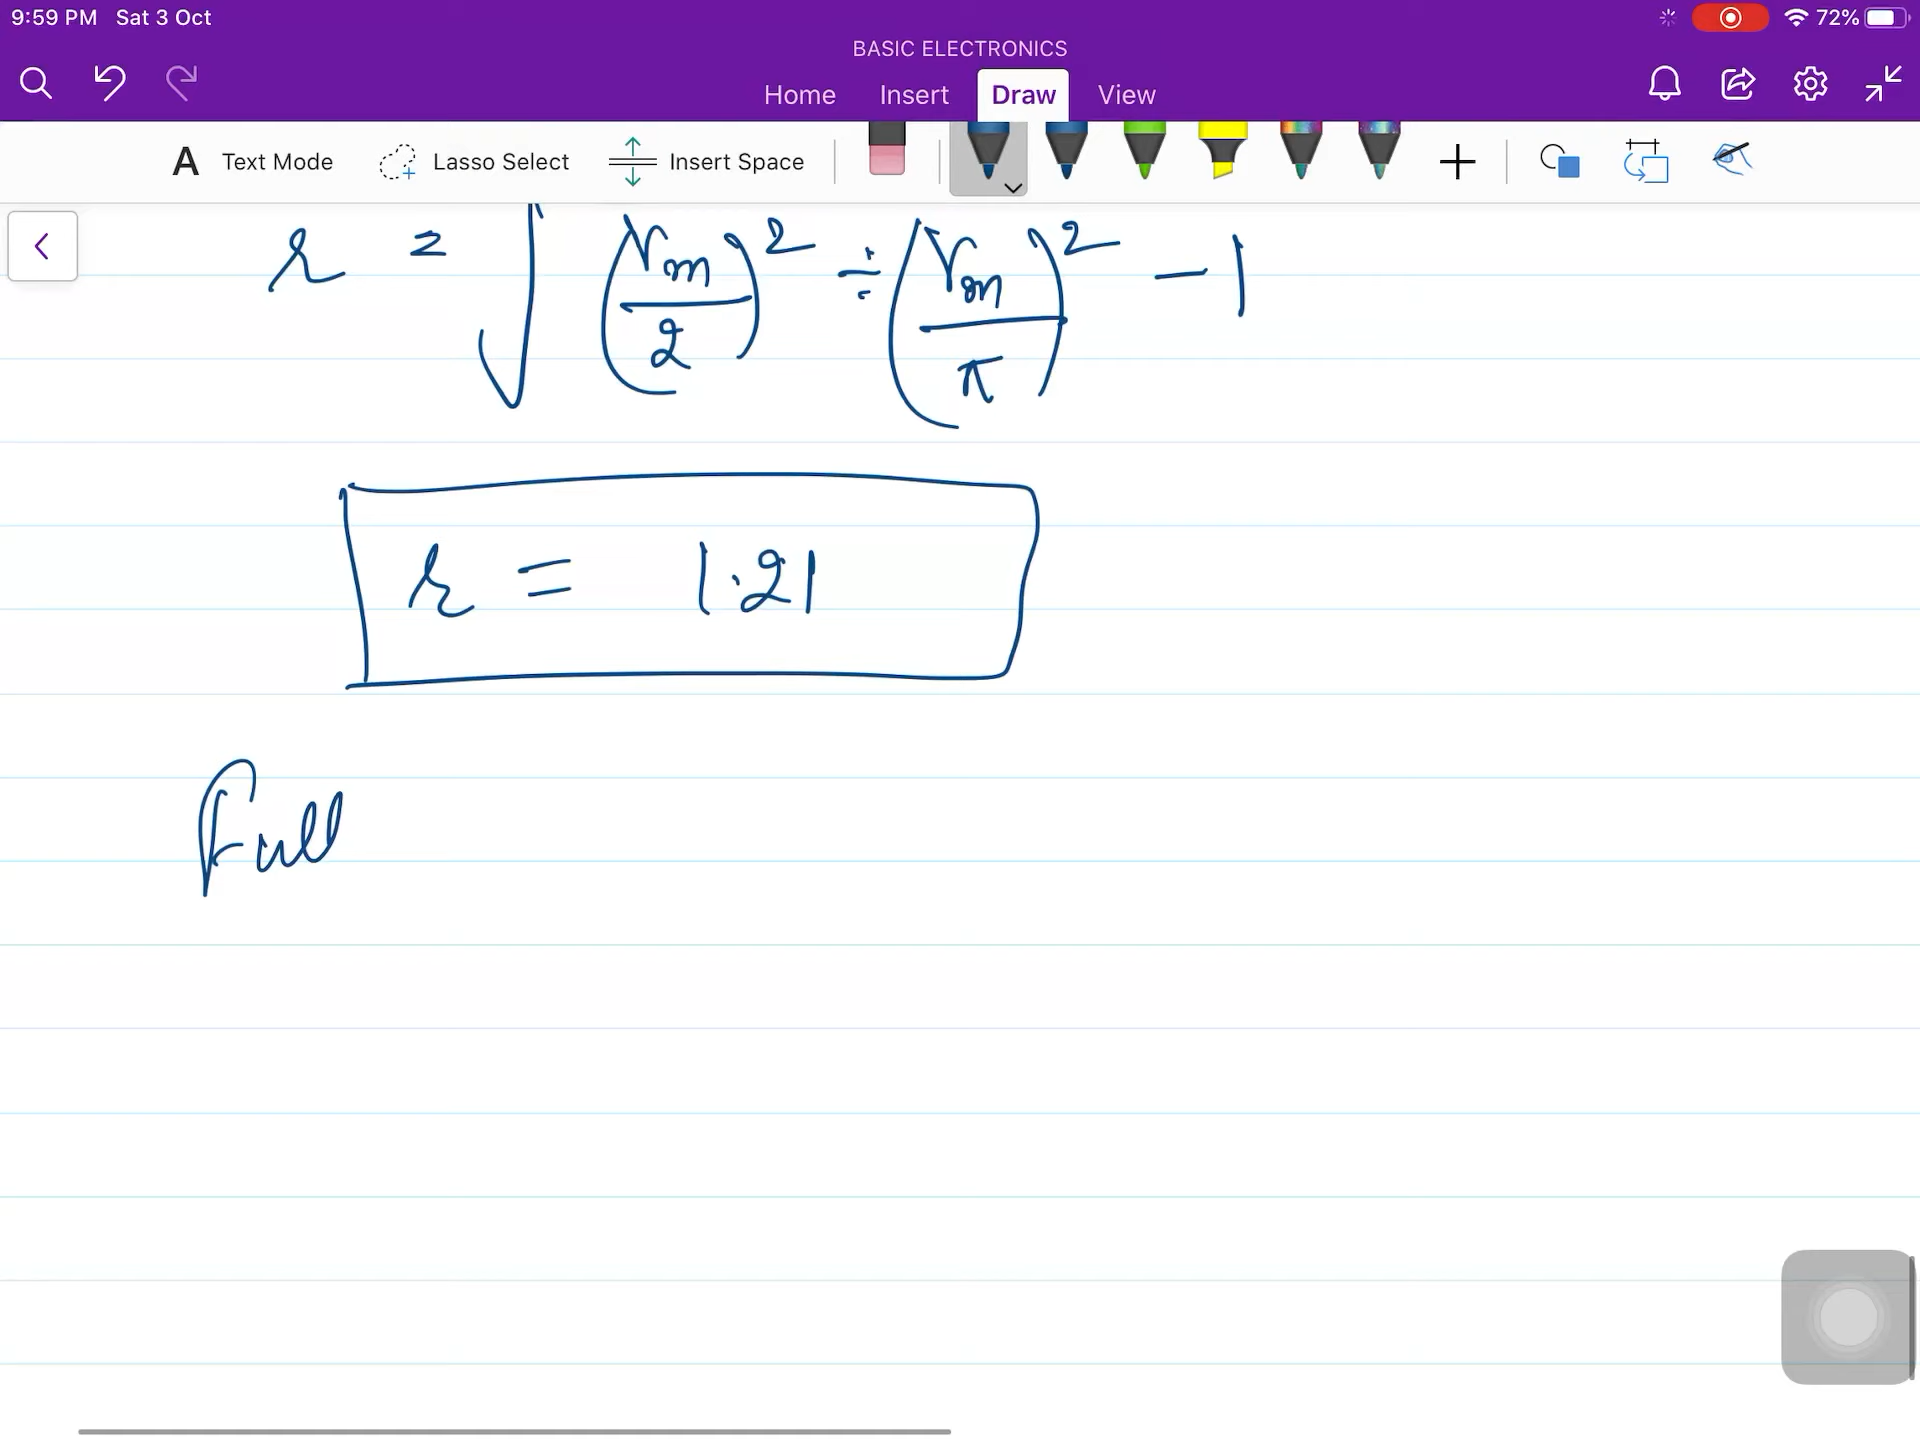 9:59 PM Sat 3 Oct
72%
BASIC ELECTRONICS
Home Insert Draw View
A Text Mode Lasso Select Insert Space
r = √ (Vm/2)² ÷ (Vm/π)² - 1
r = 1.21
Full